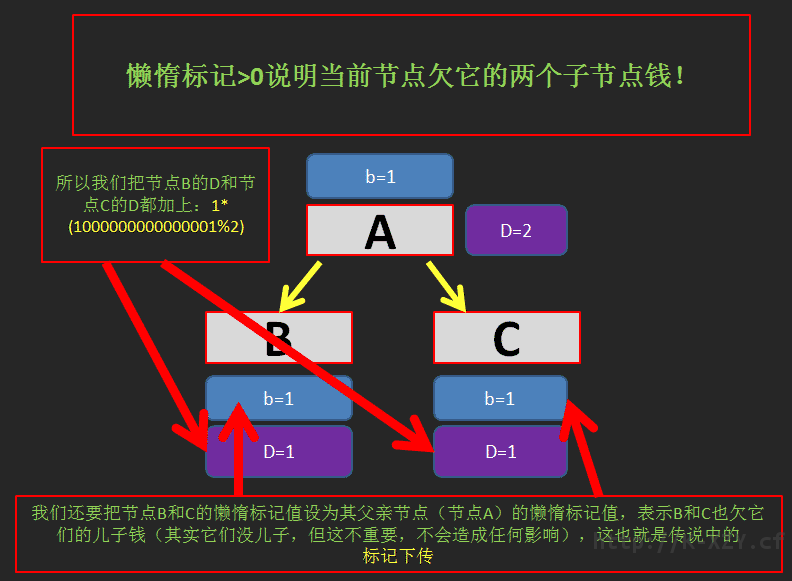 懒惰标记>0说明当前节点欠它的两个子节点钱！
所以我们把节点B的D和节
点C的D都加上：1*
(1000000000000001%2)
b=1
A
D=2
B
C
b=1
b=1
D=1
D=1
我们还要把节点B和C的懒惰标记值设为其父亲节点（节点A）的懒惰标记值，表示B和C也欠它
们的儿子钱（其实它们没儿子，但这不重要，不会造成任何影响），这也就是传说中的
标记下传